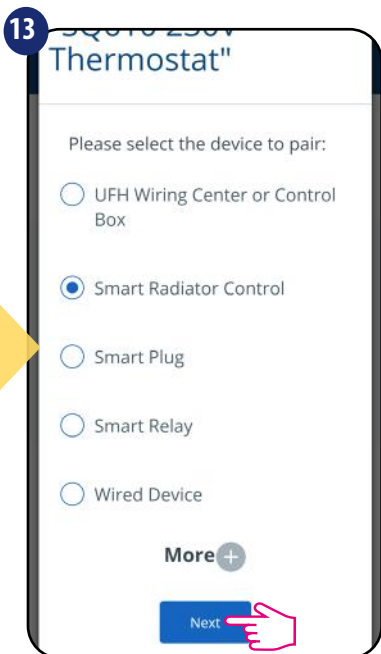 13
Thermostat"
Please select the device to pair:
UFH Wiring Center or Control
Box
Smart Radiator Control
Smart Plug
Smart Relay
Wired Device
More +
Next